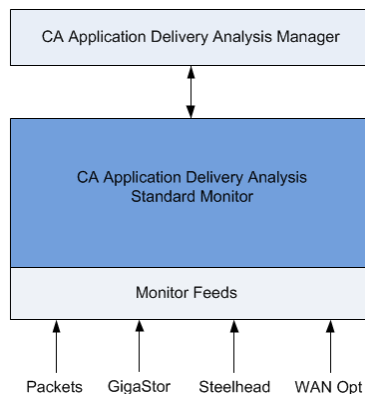 CA Application Delivery Analysis Manager
CA Application Delivery Analysis
Standard Monitor
Monitor Feeds
Packets GigaStor Steelhead WAN Opt